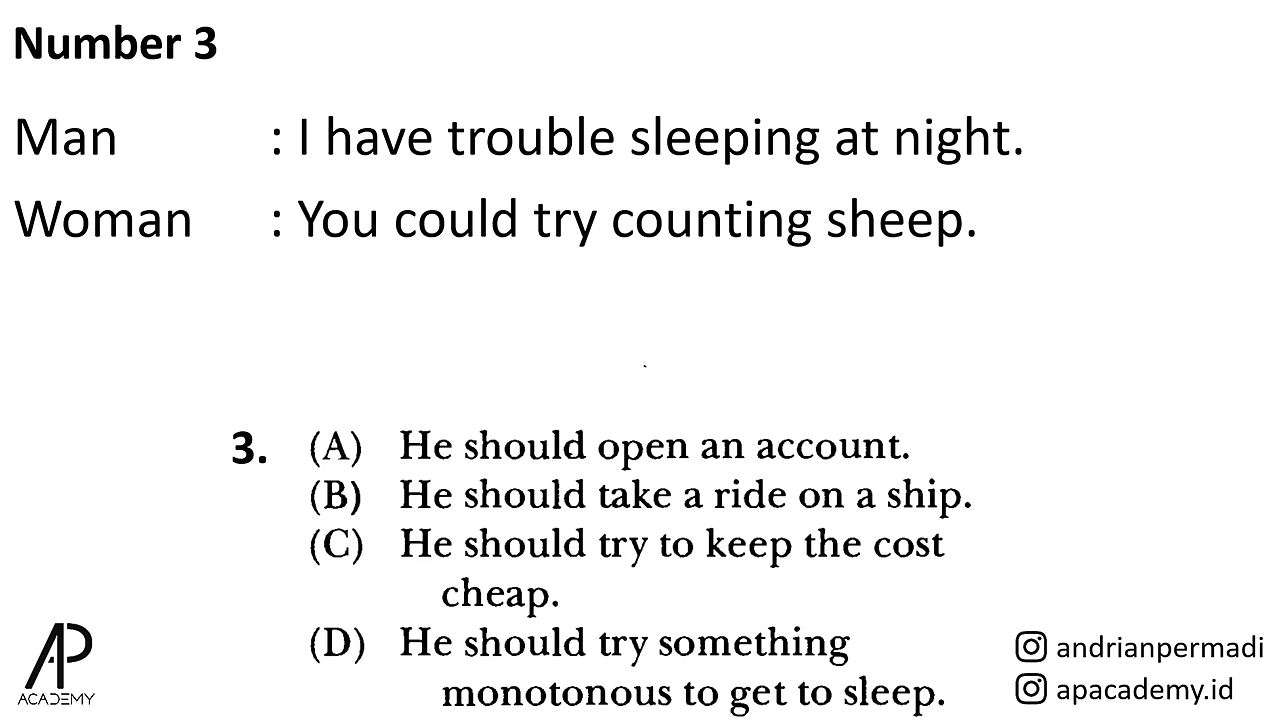 Number 3
Man : I have trouble sleeping at night.
Woman : You could try counting sheep.
3. (A) He should open an account.
(B) He should take a ride on a ship.
(C) He should try to keep the cost
cheap.
(D) He should try something
monotonous to get to sleep.
AP
ACADEMY
andrianpermadi
apacademy.id